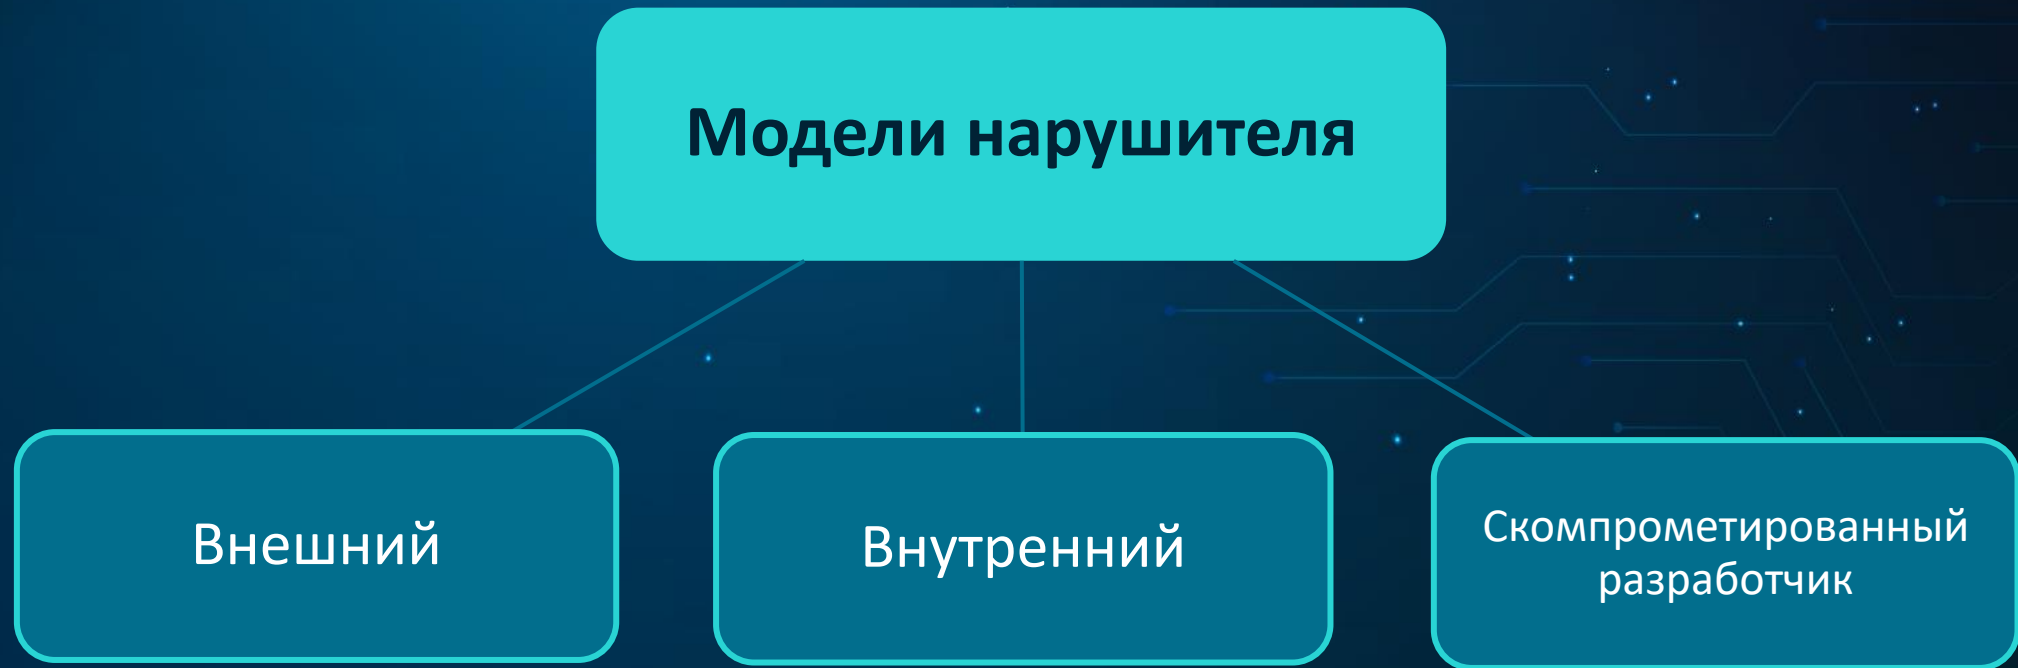 Модели нарушителя
Внешний
Внутренний
Скомпрометированный
разработчик